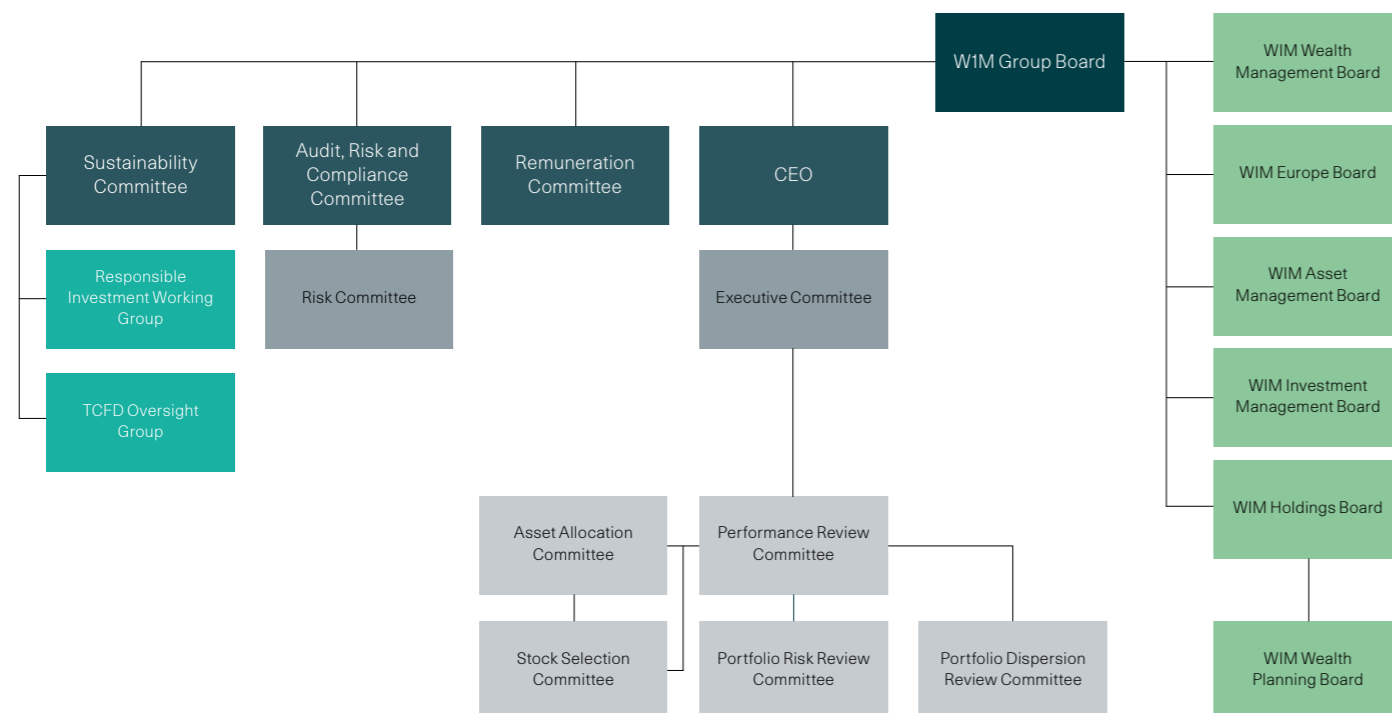 W1M Group Board
WIM Wealth
Management Board
Sustainability
Committee
Audit, Risk and
Compliance
Committee
Remuneration
Committee
CEO
WIM Europe Board
Responsible
Investment Working
Group
Risk Committee
Executive Committee
WIM Asset
Management Board
TCFD Oversight
Group
WIM Investment
Management Board
Asset Allocation
Committee
Performance Review
Committee
WIM Holdings Board
Stock Selection
Committee
Portfolio Risk Review
Committee
Portfolio Dispersion
Review Committee
WIM Wealth
Planning Board